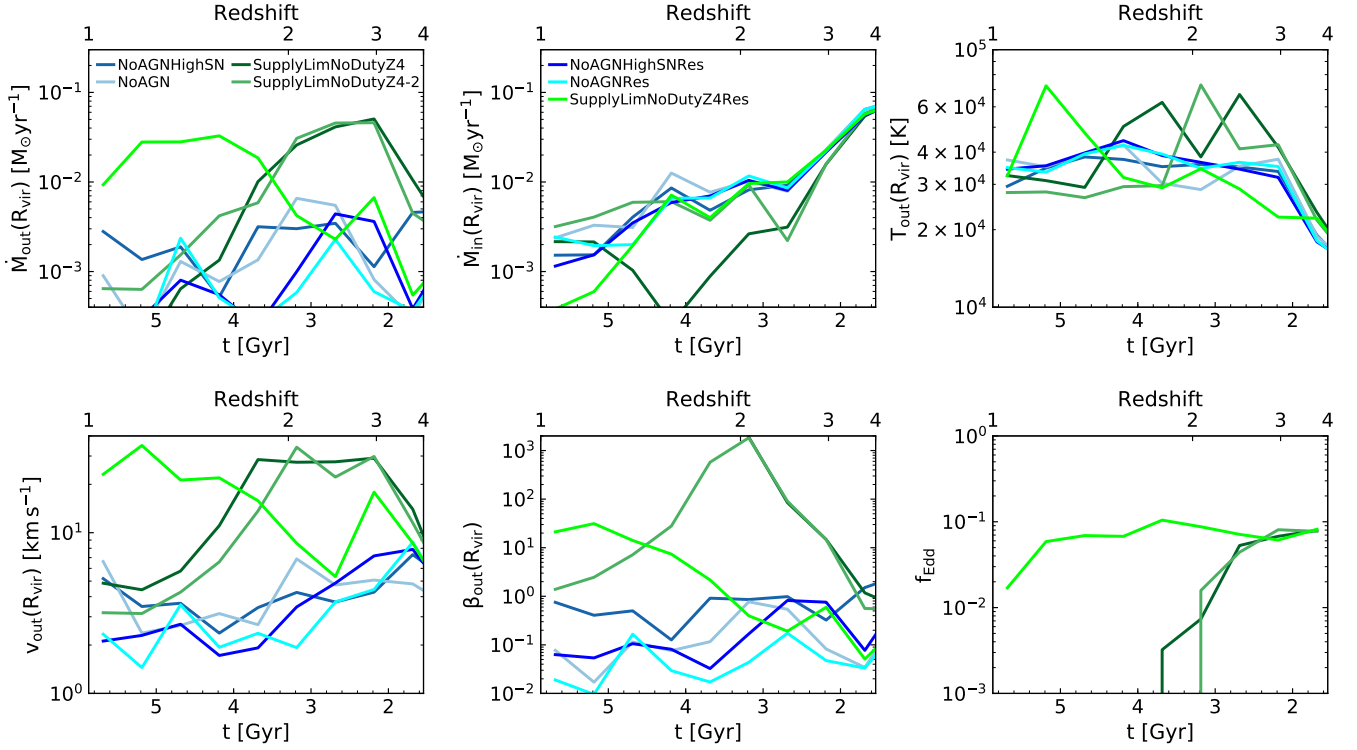 Redshift
1 2 3 4
Ṁout(Rvir) [M⊙yr−1]
10−1
10−2
10−3
NoAGNHighSN SupplyLimNoDutyZ4
NoAGN SupplyLimNoDutyZ4-2
5 4 3 2
t [Gyr]
Redshift
1 2 3 4
Ṁin(Rvir) [M⊙yr−1]
10−1
10−2
10−3
NoAGNHighSNRes
NoAGNRes
SupplyLimNoDutyZ4Res
5 4 3 2
t [Gyr]
Redshift
1 2 3 4
Tout(Rvir) [K]
105
6 × 104
4 × 104
3 × 104
2 × 104
104
5 4 3 2
t [Gyr]
Redshift
1 2 3 4
vout(Rvir) [km s−1]
101
100
5 4 3 2
t [Gyr]
Redshift
1 2 3 4
βout(Rvir)
103
102
101
100
10−1
10−2
5 4 3 2
t [Gyr]
Redshift
1 2 3 4
fEdd
100
10−1
10−2
10−3
5 4 3 2
t [Gyr]